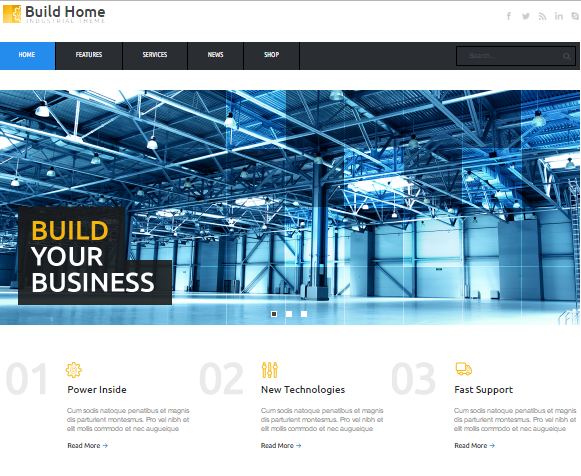 Build Home
INDUSTRIAL THEME
HOME
FEATURES
SERVICES
NEWS
SHOP
Search...
BUILD
YOUR
BUSINESS
01
Power Inside
Cum sodis natoque penatibus et magnis
dis parturient montesmus. Pro vel nibh et
elit mollis commodo et nec augueique
Read More →
02
New Technologies
Cum sodis natoque penatibus et magnis
dis parturient montesmus. Pro vel nibh et
elit mollis commodo et nec augueique
Read More →
03
Fast Support
Cum sodis natoque penatibus et magnis
dis parturient montesmus. Pro vel nibh et
elit mollis commodo et nec augueique
Read More →